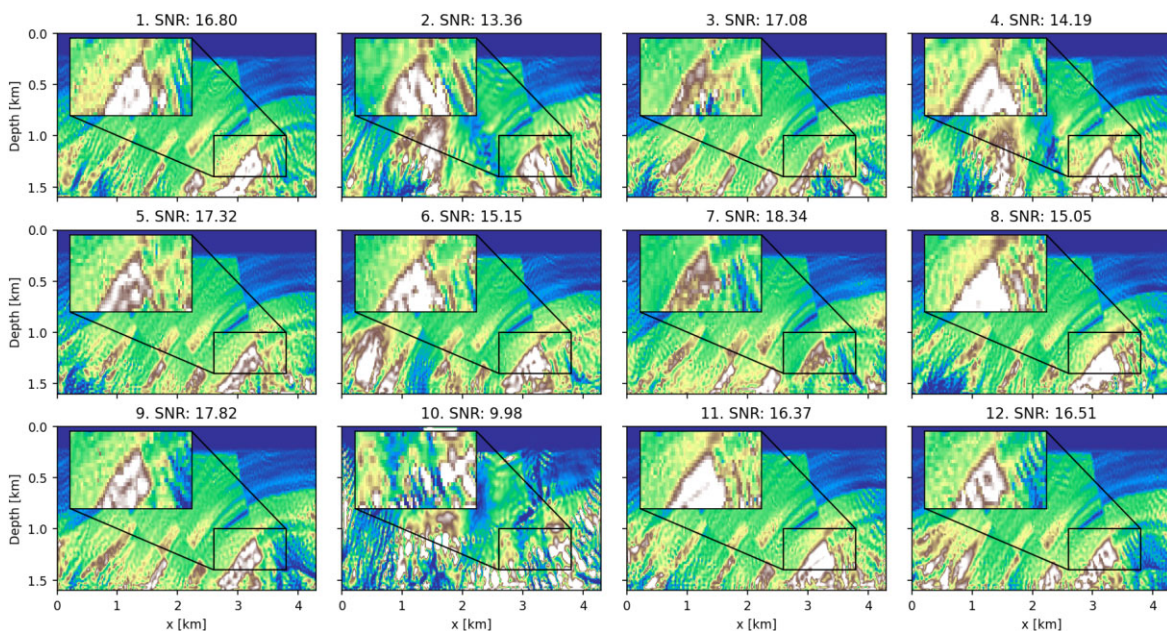 1. SNR: 16.80
2. SNR: 13.36
3. SNR: 17.08
4. SNR: 14.19
0.0
0.5
1.0
1.5
Depth [km]
5. SNR: 17.32
6. SNR: 15.15
7. SNR: 18.34
8. SNR: 15.05
0.0
0.5
1.0
1.5
Depth [km]
9. SNR: 17.82
10. SNR: 9.98
11. SNR: 16.37
12. SNR: 16.51
0.0
0.5
1.0
1.5
Depth [km]
0 1 2 3 4
0 1 2 3 4
0 1 2 3 4
0 1 2 3 4
x [km]
x [km]
x [km]
x [km]